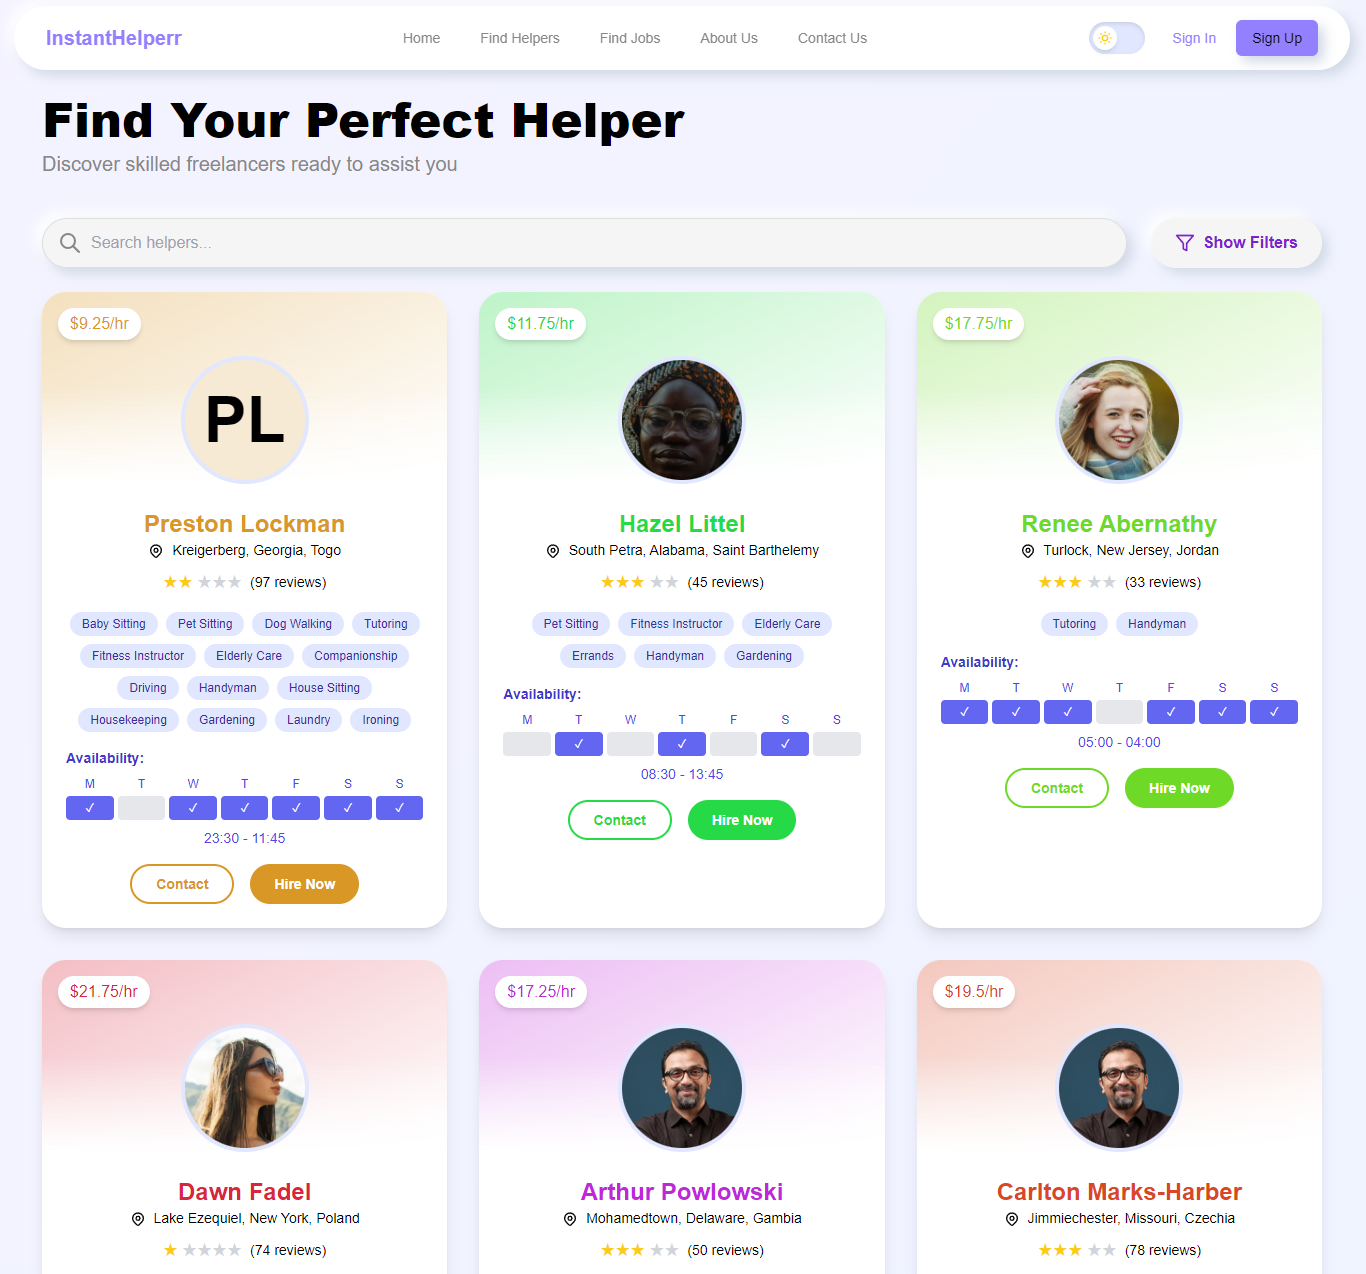 InstantHelperr Home Find Helpers Find Jobs About Us Contact Us Sign In Sign Up
Find Your Perfect Helper
Discover skilled freelancers ready to assist you
Search helpers...
Show Filters
$9.25/hr
PL
Preston Lockman
Kreigerberg, Georgia, Togo
(97 reviews)
Baby Sitting Pet Sitting Dog Walking Tutoring
Fitness Instructor Elderly Care Companionship
Driving Handyman House Sitting
Housekeeping Gardening Laundry Ironing
Availability:
M T W T F S S
23:30 - 11:45
Contact Hire Now
$11.75/hr
Hazel Littel
South Petra, Alabama, Saint Barthelemy
(45 reviews)
Pet Sitting Fitness Instructor Elderly Care
Errands Handyman Gardening
Availability:
M T W T F S S
08:30 - 13:45
Contact Hire Now
$17.75/hr
Renee Abernathy
Turlock, New Jersey, Jordan
(33 reviews)
Tutoring Handyman
Availability:
M T W T F S S
05:00 - 04:00
Contact Hire Now
$21.75/hr
Dawn Fadel
Lake Ezequiel, New York, Poland
(74 reviews)
$17.25/hr
Arthur Powlowski
Mohamedtown, Delaware, Gambia
(50 reviews)
$19.5/hr
Carlton Marks-Harber
Jimmiechester, Missouri, Czechia
(78 reviews)